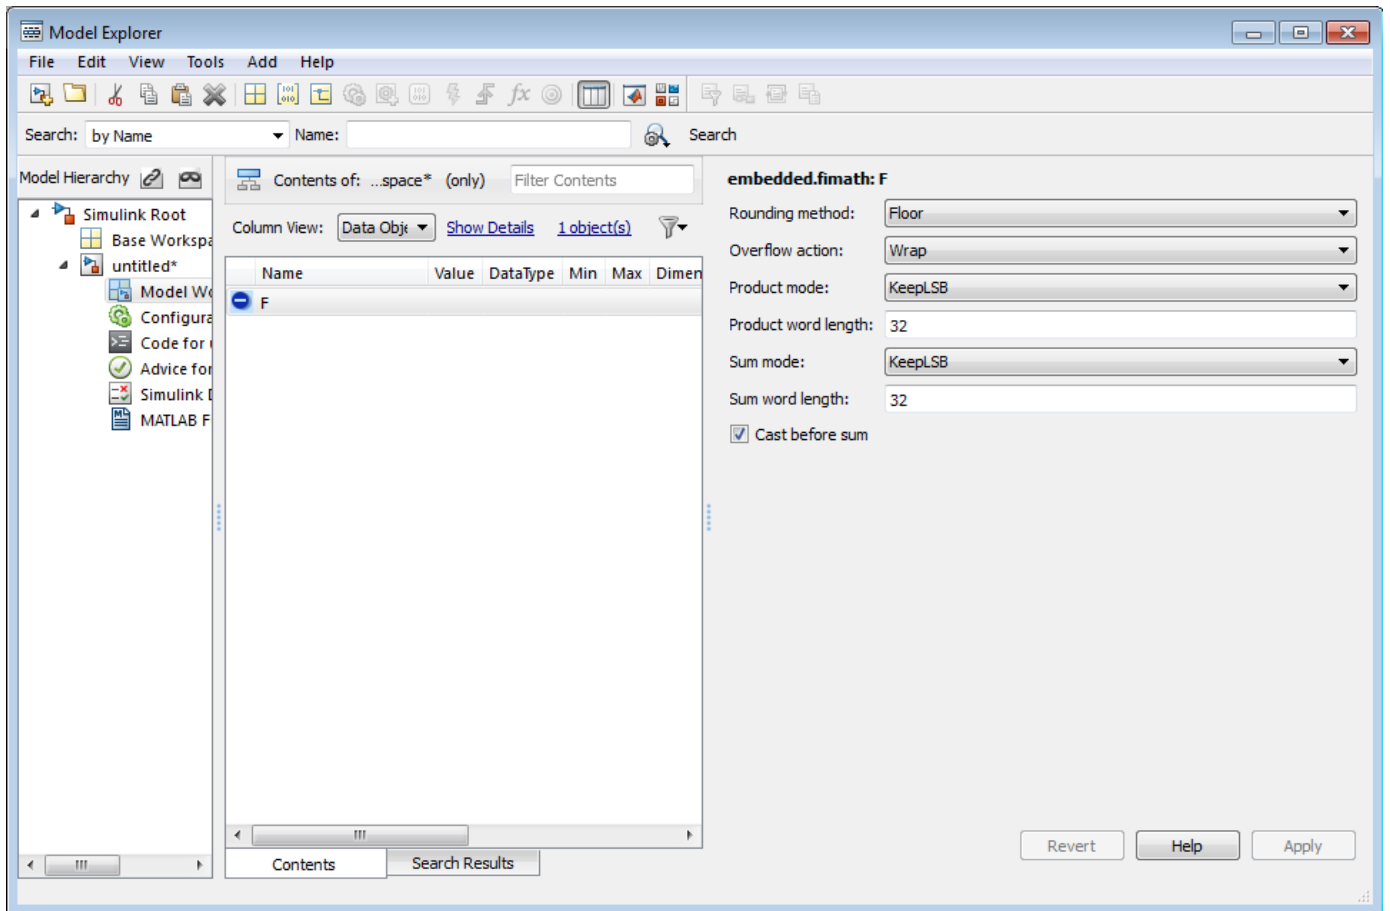 Model Explorer
File Edit View Tools Add Help
Search: by Name Name: Search
Model Hierarchy
Simulink Root
Base Workspa
untitled*
Model Wo
Configura
Code for
Advice for
Simulink
MATLAB F
Contents of: ...space* (only) Filter Contents
Column View: Data Obje Show Details 1 object(s)
Name Value DataType Min Max Dimen
F
Contents Search Results
embedded.fimath: F
Rounding method: Floor
Overflow action: Wrap
Product mode: KeepLSB
Product word length: 32
Sum mode: KeepLSB
Sum word length: 32
Cast before sum
Revert Help Apply